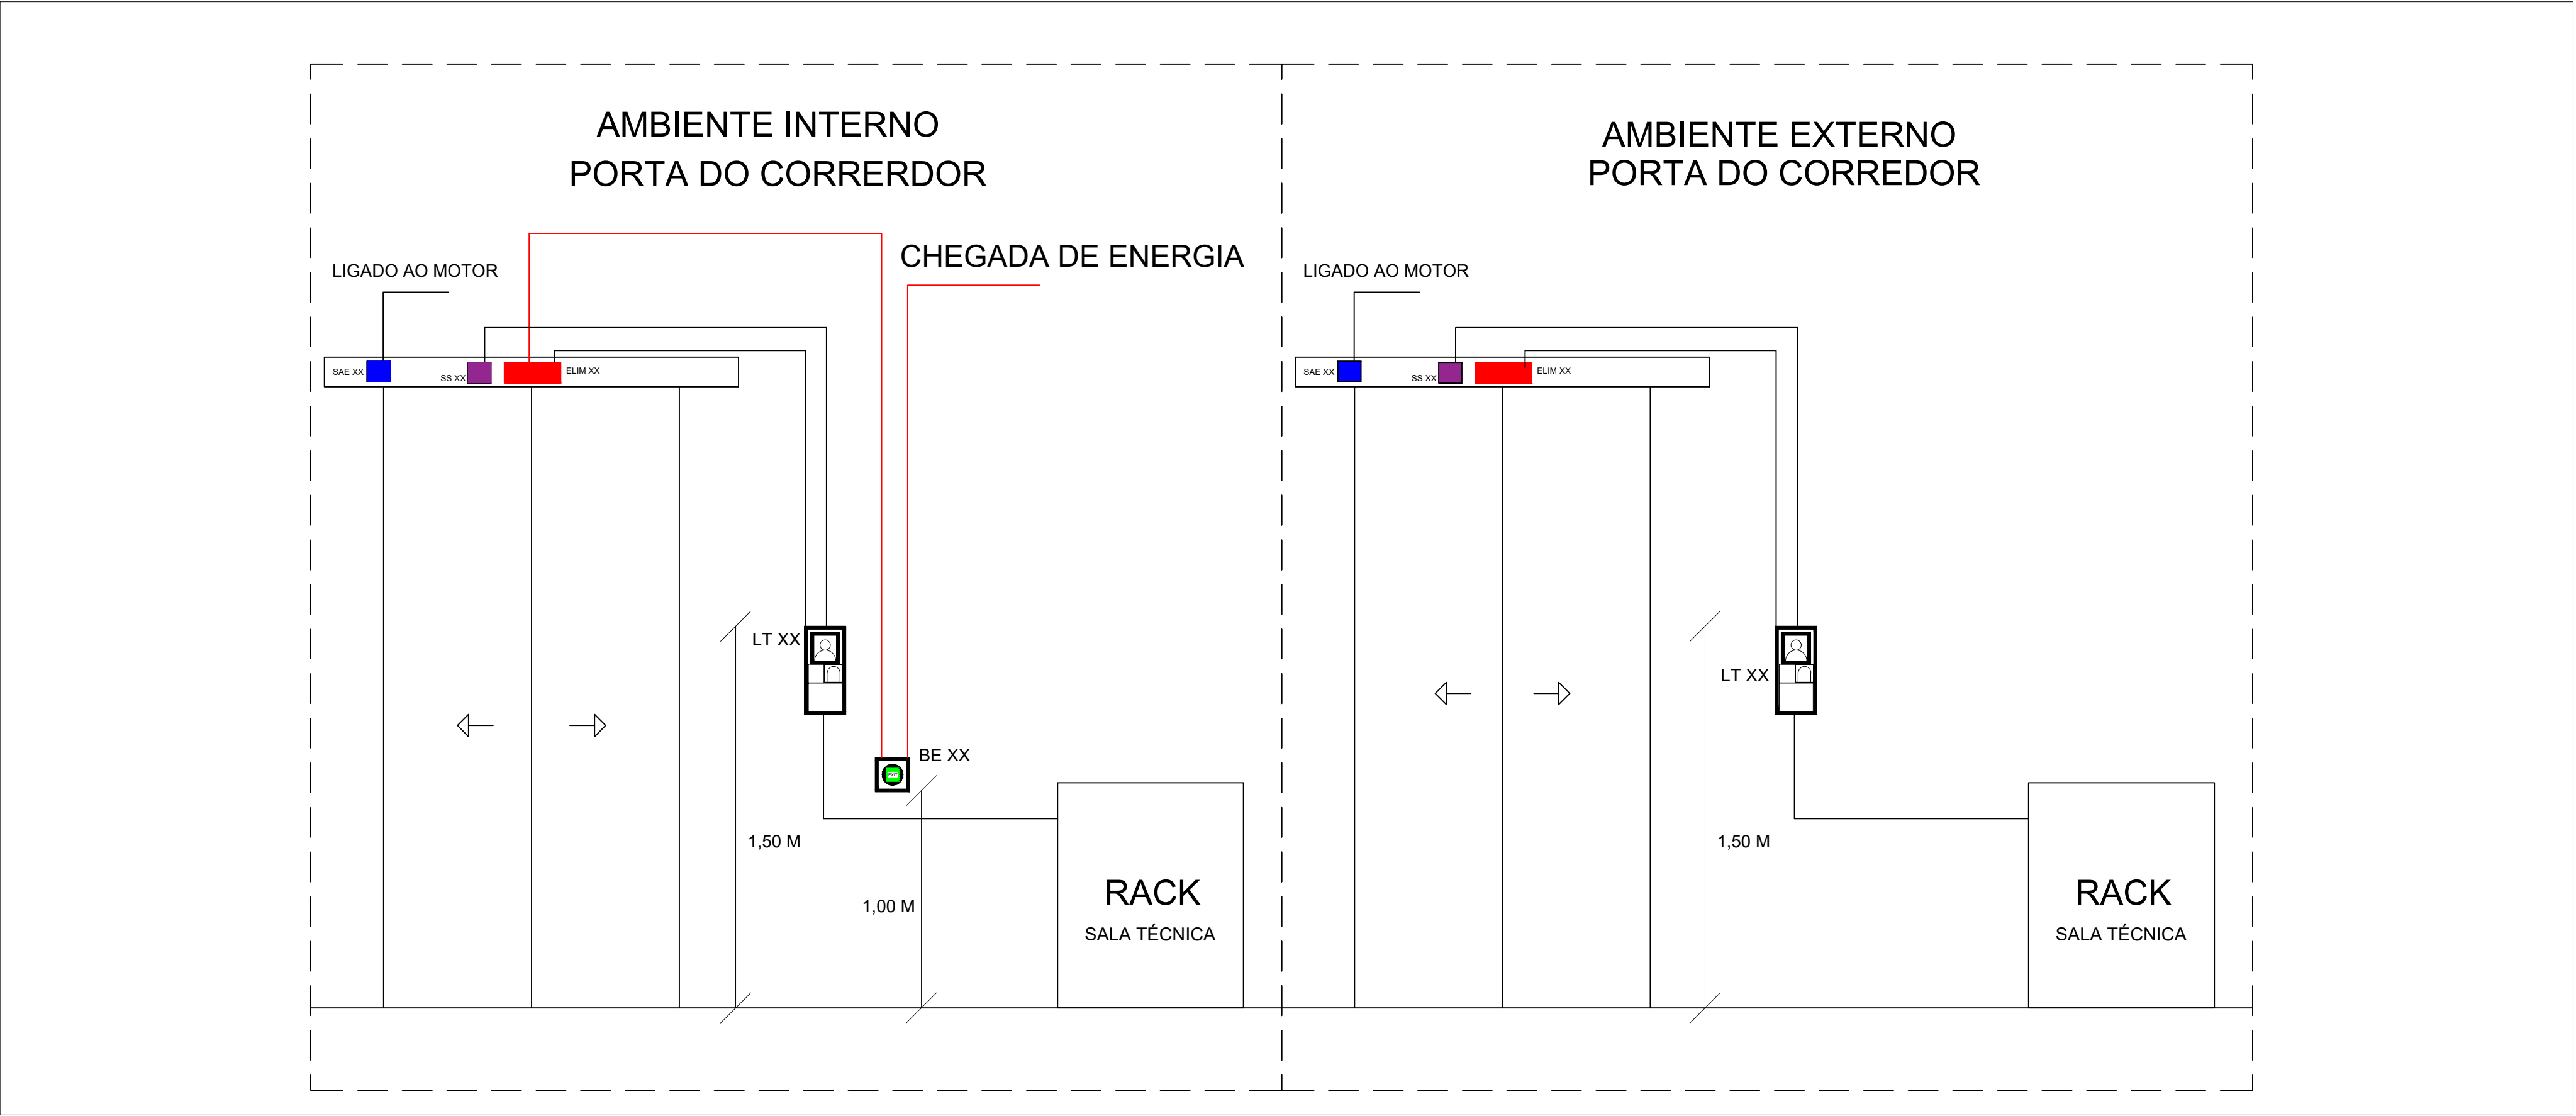 AMBIENTE INTERNO
PORTA DO CORRERDOR
CHEGADA DE ENERGIA
LIGADO AO MOTOR
SAE XX
SS XX
ELIM XX
LT XX
BE XX
1,50 M
1,00 M
RACK
SALA TÉCNICA
AMBIENTE EXTERNO
PORTA DO CORREDOR
LIGADO AO MOTOR
SAE XX
SS XX
ELIM XX
LT XX
1,50 M
RACK
SALA TÉCNICA